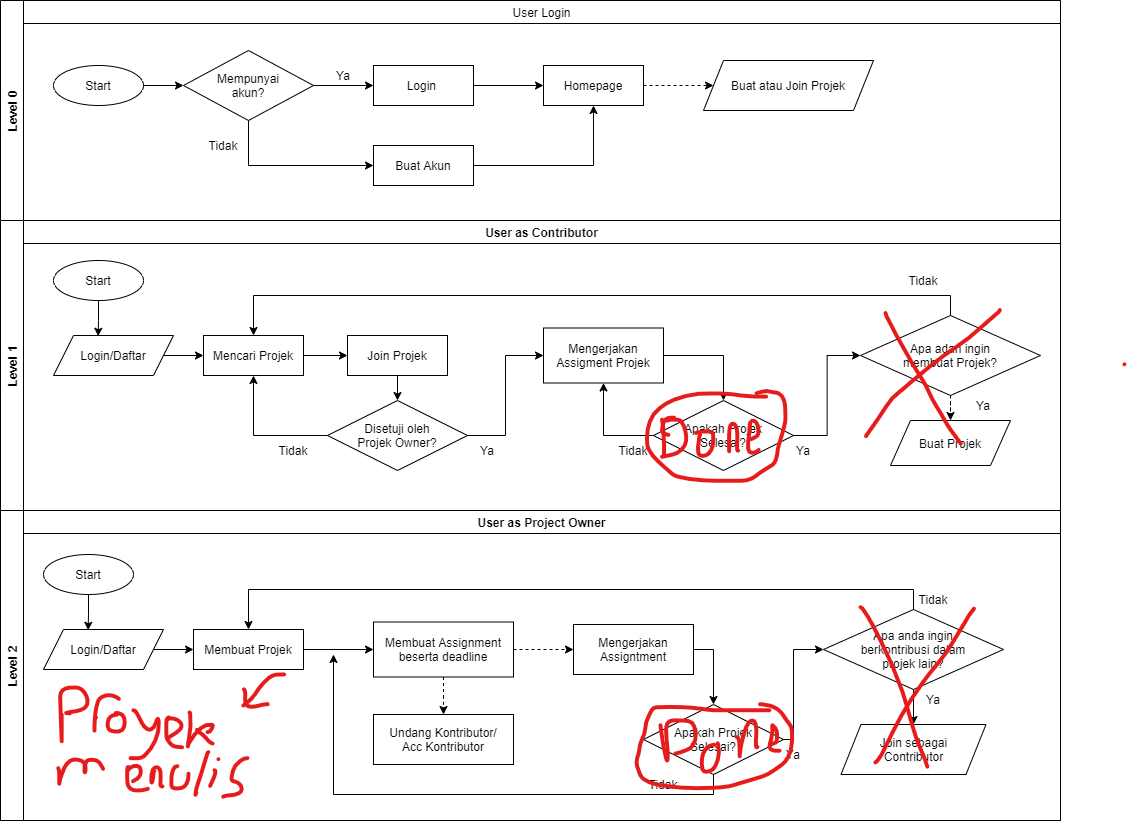 User Login
Level 0
Start
Mempunyai
akun?
Ya
Login
Homepage
Buat atau Join Projek
Tidak
Buat Akun
User as Contributor
Level 1
Start
Tidak
Login/Daftar
Mencari Projek
Join Projek
Mengerjakan
Assigment Projek
Apa adan ingin
membuat Projek?
Disetuji oleh
Projek Owner?
Tidak
Ya
Apakah Projek
Selesai?
Done
Tidak
Ya
Ya
Buat Projek
User as Project Owner
Level 2
Start
Tidak
Login/Daftar
Membuat Projek
Membuat Assignment
beserta deadline
Mengerjakan
Assigntment
Apa anda ingin
berkontribusi dalam
projek lain?
Ya
Proyek
menulis
Undang Kontributor/
Acc Kontributor
Apakah Projek
Selesai?
Done
Ya
Tidak
Join sebagai
Contributor